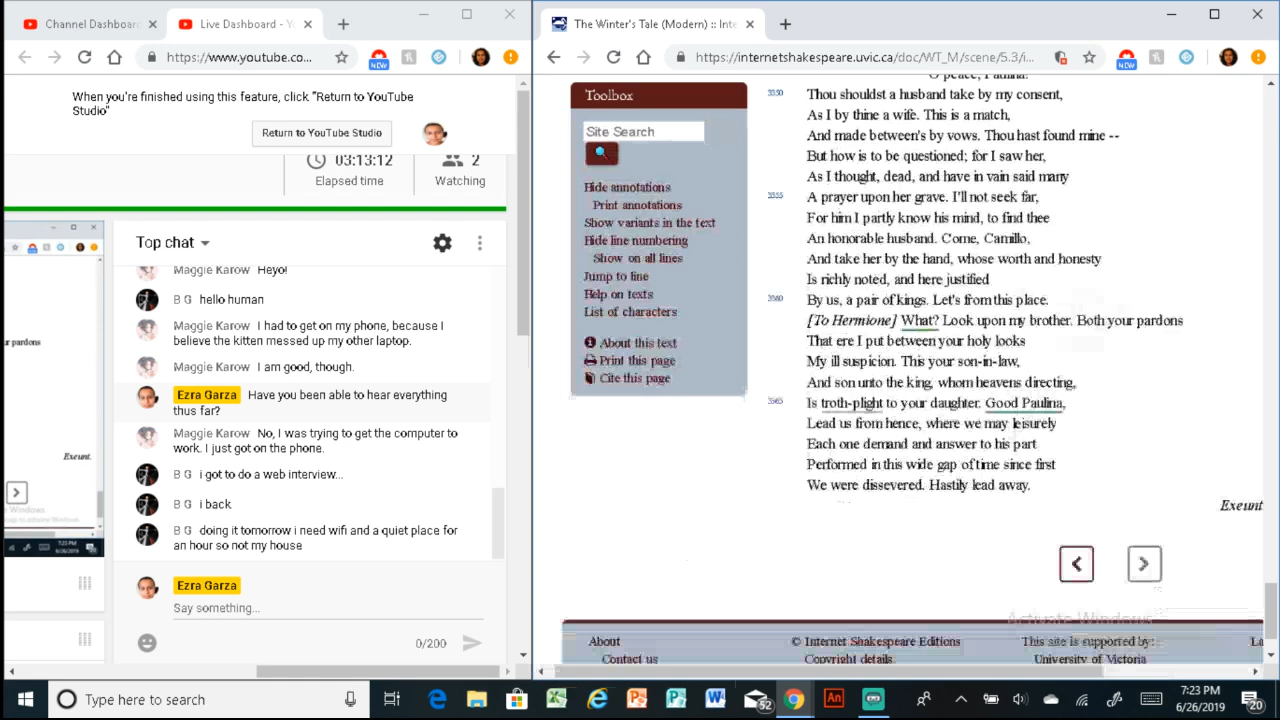 Channel Dashboard
Live Dashboard - Y
The Winter's Tale (Modern) :: Inte
https://www.youtube.co...
NEW
https://internetshakespeare.uvic.ca/doc/WT_M/scene/5.3/i...
NEW
When you're finished using this feature, click "Return to YouTube
Studio"
Return to YouTube Studio
03:13:12
Elapsed time
2
Watching
Top chat
Maggie Karow Heyo!
B G hello human
Maggie Karow I had to get on my phone, because I
believe the kitten messed up my other laptop.
Maggie Karow I am good, though.
Ezra Garza Have you been able to hear everything
thus far?
Maggie Karow No, I was trying to get the computer to
work. I just got on the phone.
B G i got to do a web interview...
B G i back
B G doing it tomorrow i need wifi and a quiet place for
an hour so not my house
Ezra Garza
Say something...
0/200
ur pardons
Exeunt.
7:23 PM
6/26/2019
Toolbox
Site Search
Hide annotations
Print annotations
Show variants in the text
Hide line numbering
Show on all lines
Jump to line
Help on texts
List of characters
About this text
Print this page
Cite this page
O peace, Paulina!
3350 Thou shouldst a husband take by my consent,
As I by thine a wife. This is a match,
And made between's by vows. Thou hast found mine --
But how is to be questioned; for I saw her,
As I thought, dead, and have in vain said many
3355 A prayer upon her grave. I'll not seek far,
For him I partly know his mind, to find thee
An honorable husband. Come, Camillo,
And take her by the hand, whose worth and honesty
Is richly noted, and here justified
3360 By us, a pair of kings. Let's from this place.
[To Hermione] What? Look upon my brother. Both your pardons
That ere I put between your holy looks
My ill suspicion. This your son-in-law,
And son unto the king, whom heavens directing,
3365 Is troth-plight to your daughter. Good Paulina,
Lead us from hence, where we may leisurely
Each one demand and answer to his part
Performed in this wide gap of time since first
We were dissevered. Hastily lead away.
Exeunt
Activate Windows
About
Contact us
© Internet Shakespeare Editions
Copyright details.
This site is supported by:
University of Victoria
Type here to search
52
An
7:23 PM
6/26/2019
20